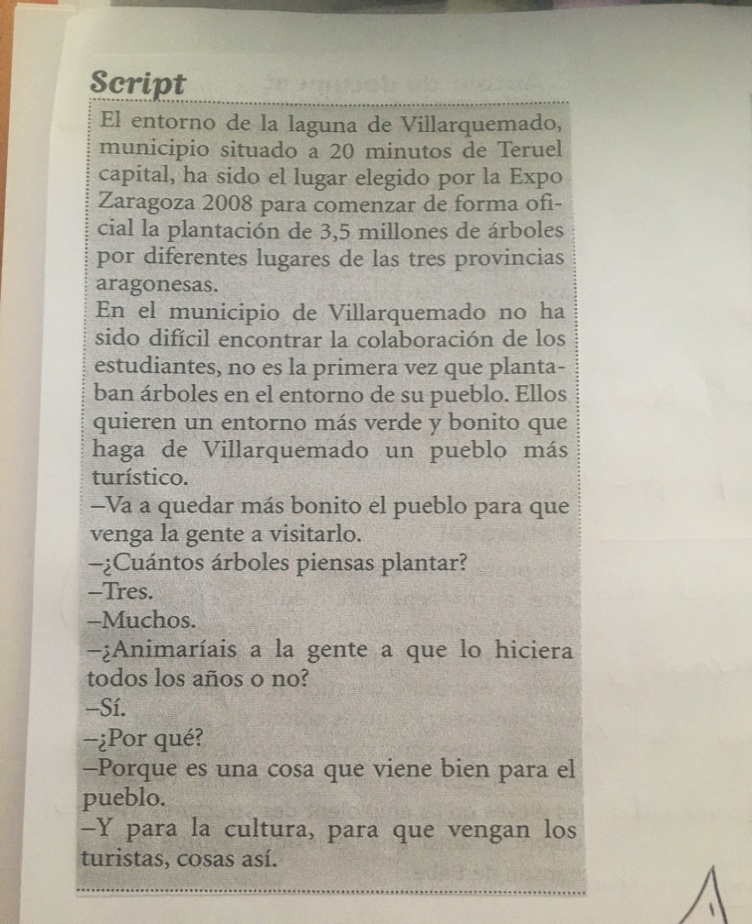 Script
El entorno de la laguna de Villarquemado,
municipio situado a 20 minutos de Teruel
capital, ha sido el lugar elegido por la Expo
Zaragoza 2008 para comenzar de forma ofi-
cial la plantación de 3,5 millones de árboles
por diferentes lugares de las tres provincias
aragonesas.
En el municipio de Villarquemado no ha
sido difícil encontrar la colaboración de los
estudiantes, no es la primera vez que planta-
ban árboles en el entorno de su pueblo. Ellos
quieren un entorno más verde y bonito que
haga de Villarquemado un pueblo más
turístico.
–Va a quedar más bonito el pueblo para que
venga la gente a visitarlo.
–¿Cuántos árboles piensas plantar?
–Tres.
–Muchos.
–¿Animaríais a la gente a que lo hiciera
todos los años o no?
–Sí.
–¿Por qué?
–Porque es una cosa que viene bien para el
pueblo.
–Y para la cultura, para que vengan los
turistas, cosas así.